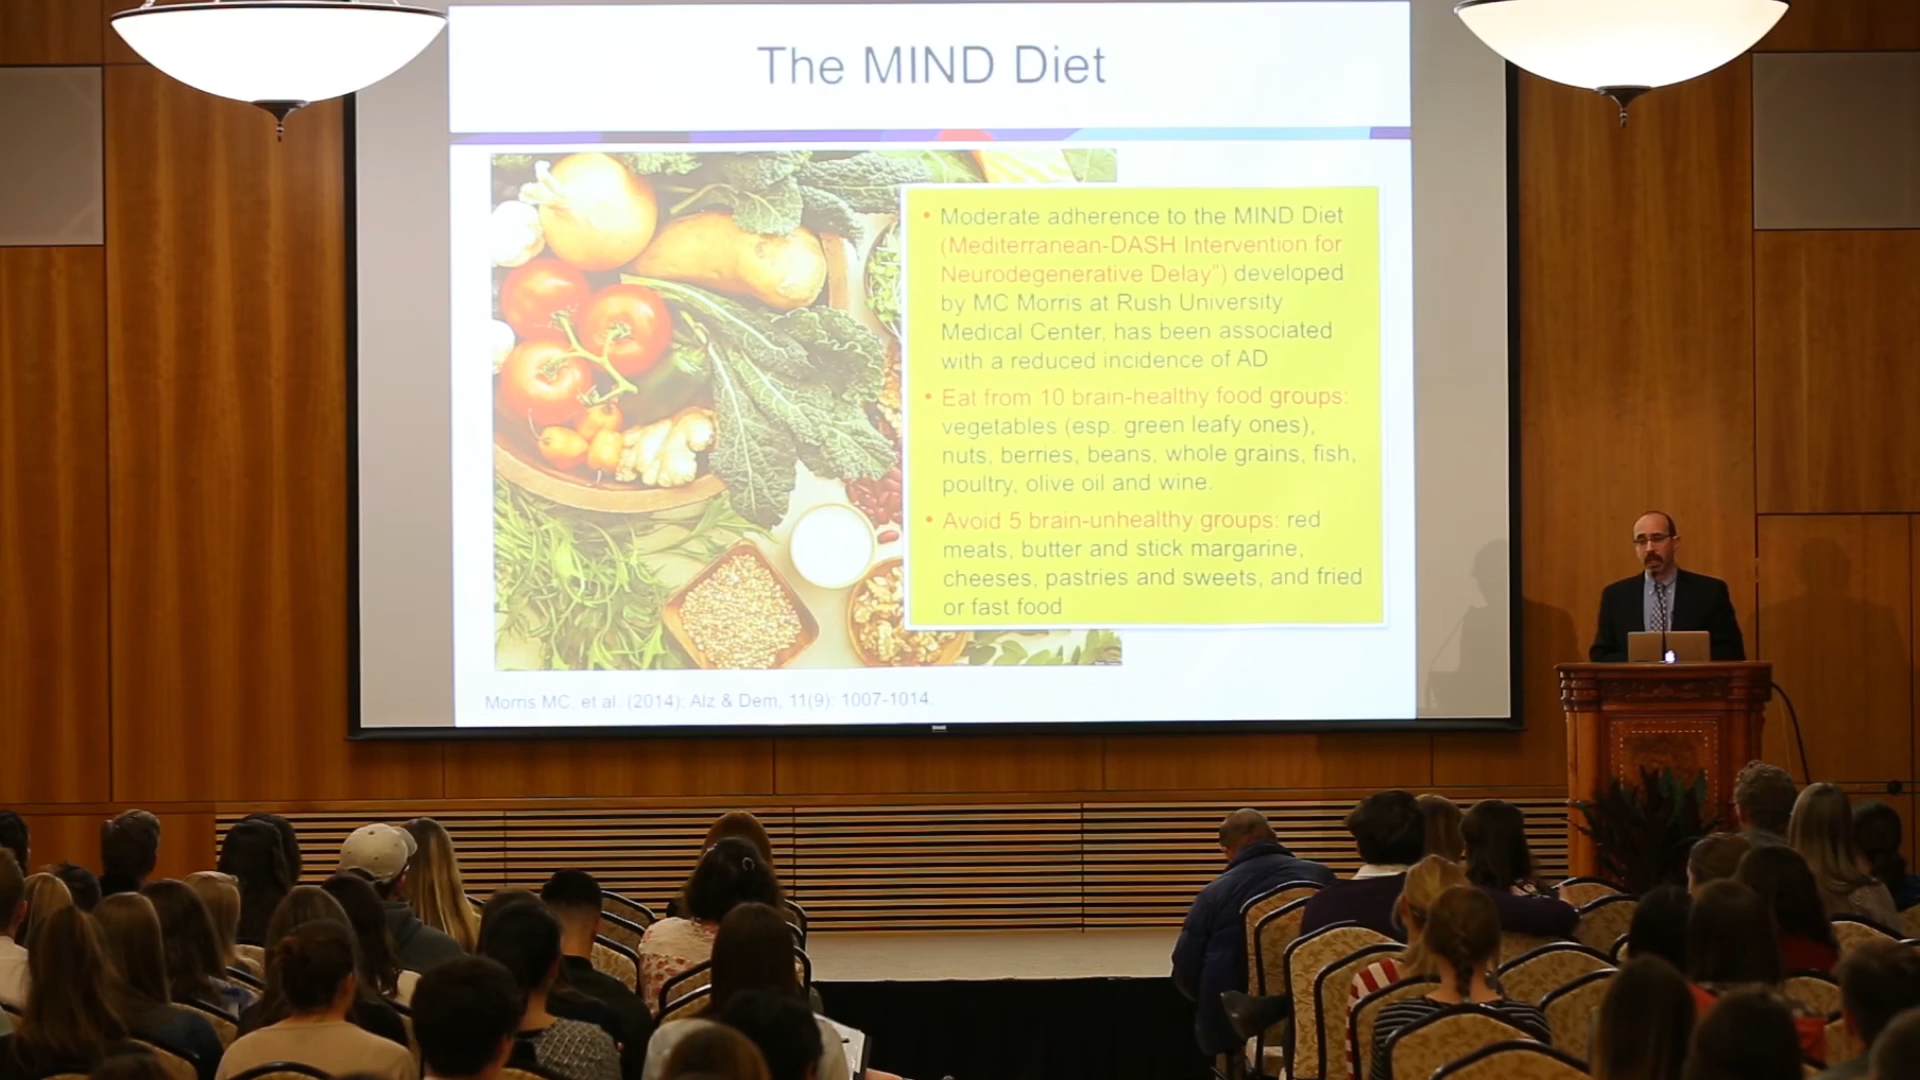 The MIND Diet
• Moderate adherence to the MIND Diet
(Mediterranean-DASH Intervention for
Neurodegenerative Delay") developed
by MC Morris at Rush University
Medical Center, has been associated
with a reduced incidence of AD
• Eat from 10 brain-healthy food groups:
vegetables (esp. green leafy ones),
nuts, berries, beans, whole grains, fish,
poultry, olive oil and wine.
• Avoid 5 brain-unhealthy groups: red
meats, butter and stick margarine,
cheeses, pastries and sweets, and fried
or fast food
Morris MC, et al. (2014): Alz & Dem, 11(9): 1007-1014.